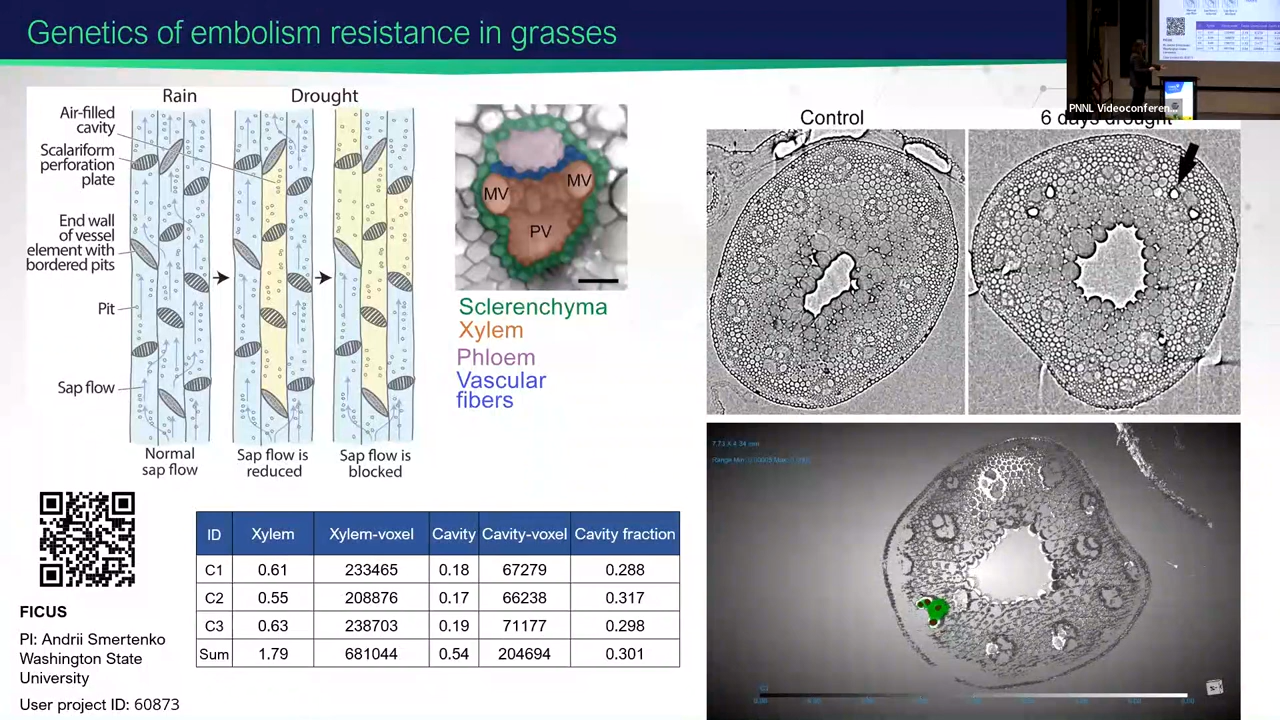 Genetics of embolism resistance in grasses
PNNL Videoconferen...
Rain
Drought
Air-filled
cavity
Scalariform
perforation
plate
End wall
of vessel
element with
bordered pits
Pit
Sap flow
Normal
sap flow
Sap flow is
reduced
Sap flow is
blocked
MV
MV
PV
Sclerenchyma
Xylem
Phloem
Vascular
fibers
Control
6 days drought
ID Xylem Xylem-voxel Cavity Cavity-voxel Cavity fraction
C1 0.61 233465 0.18 67279 0.288
C2 0.55 208876 0.17 66238 0.317
C3 0.63 238703 0.19 71177 0.298
Sum 1.79 681044 0.54 204694 0.301
FICUS
PI: Andrii Smertenko
Washington State
University
User project ID: 60873